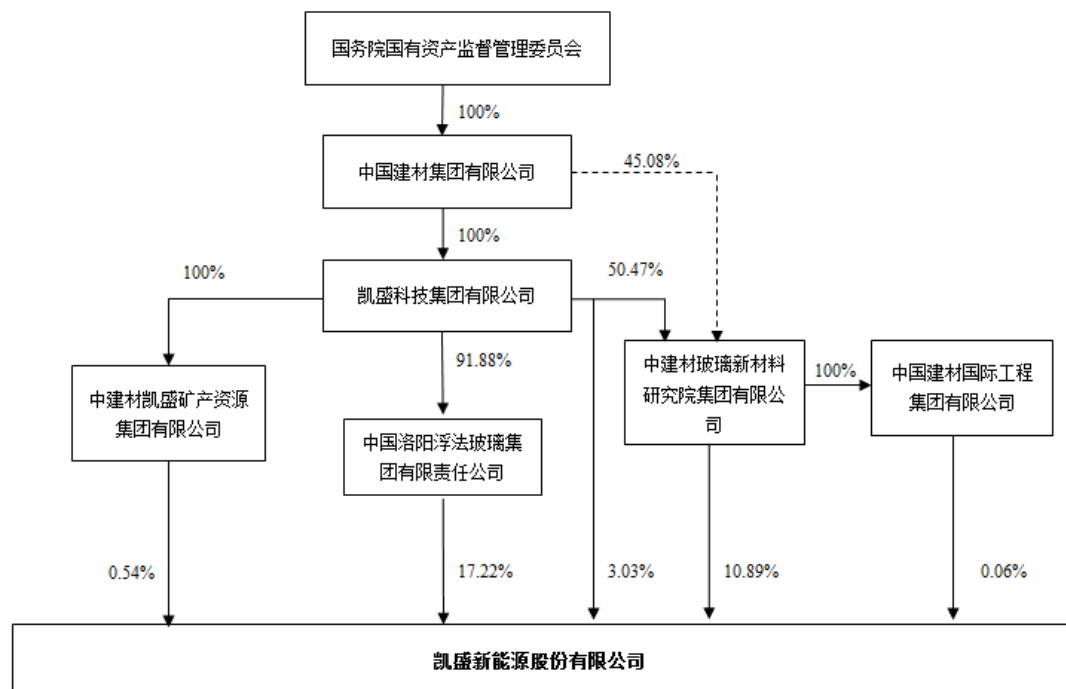 国务院国有资产监督管理委员会
100%
中国建材集团有限公司
45.08%
100%
100%
50.47%
凯盛科技集团有限公司
91.88%
中建材凯盛矿产资源
集团有限公司
中国洛阳浮法玻璃集
团有限责任公司
中建材玻璃新材料
研究院集团有限公
司
100%
中国建材国际工程
集团有限公司
0.54%
17.22%
3.03%
10.89%
0.06%
凯盛新能源股份有限公司